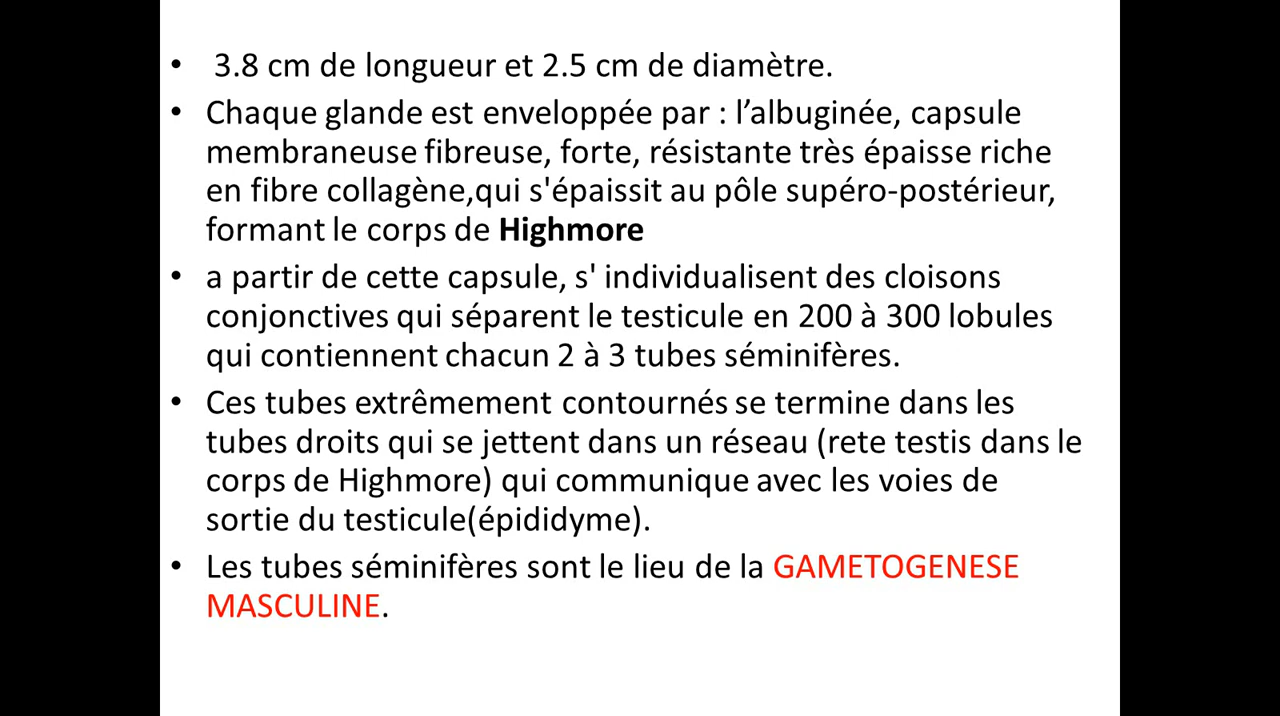 • 3.8 cm de longueur et 2.5 cm de diamètre.
• Chaque glande est enveloppée par : l’albuginée, capsule
membraneuse fibreuse, forte, résistante très épaisse riche
en fibre collagène,qui s'épaissit au pôle supéro-postérieur,
formant le corps de Highmore
• a partir de cette capsule, s' individualisent des cloisons
conjonctives qui séparent le testicule en 200 à 300 lobules
qui contiennent chacun 2 à 3 tubes séminifères.
• Ces tubes extrêmement contournés se termine dans les
tubes droits qui se jettent dans un réseau (rete testis dans le
corps de Highmore) qui communique avec les voies de
sortie du testicule(épididyme).
• Les tubes séminifères sont le lieu de la GAMETOGENESE
MASCULINE.